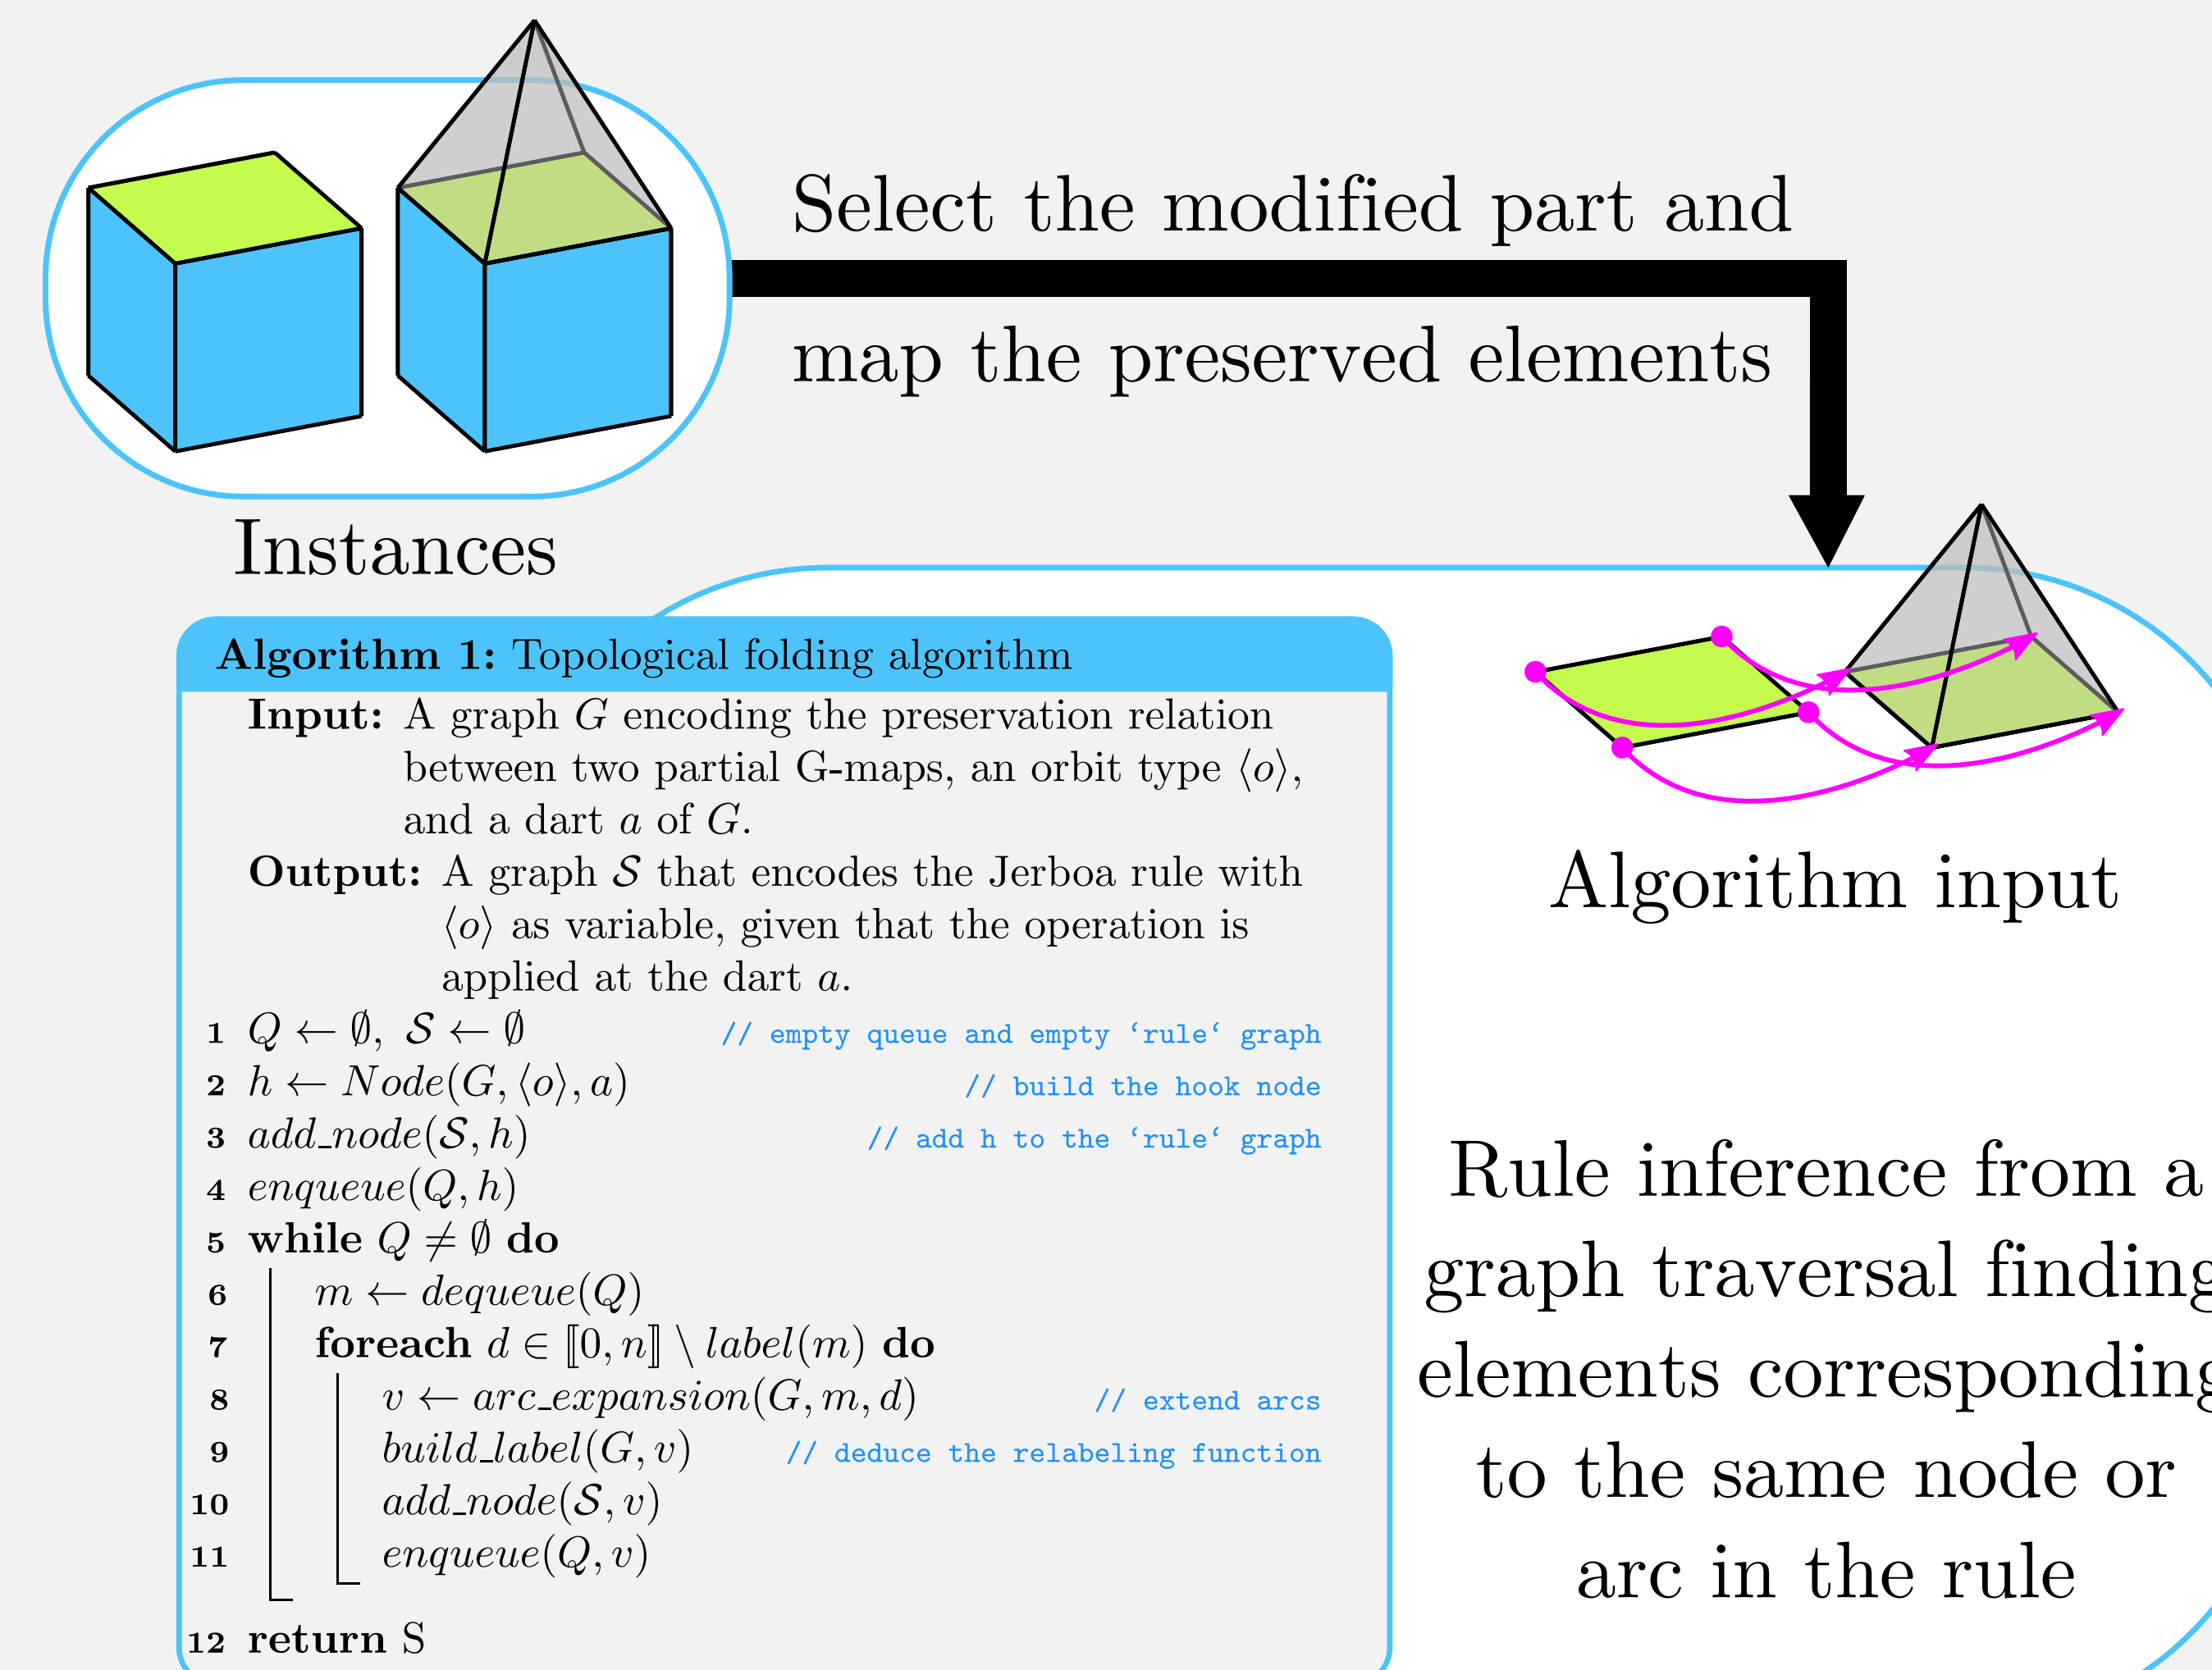 Select the modified part and
map the preserved elements
Instances
Algorithm 1: Topological folding algorithm
Input: A graph G encoding the preservation relation
between two partial G-maps, an orbit type ⟨o⟩,
and a dart a of G.
Output: A graph 𝒮 that encodes the Jerboa rule with
⟨o⟩ as variable, given that the operation is
applied at the dart a.
1 Q ← ∅, 𝒮 ← ∅ // empty queue and empty ‘rule‘ graph
2 h ← Node(G, ⟨o⟩, a) // build the hook node
3 add_node(𝒮, h) // add h to the ‘rule‘ graph
4 enqueue(Q, h)
5 while Q ≠ ∅ do
6 m ← dequeue(Q)
7 foreach d ∈ ⟦0, n⟧ \ label(m) do
8 v ← arc_expansion(G, m, d) // extend arcs
9 build_label(G, v) // deduce the relabeling function
10 add_node(𝒮, v)
11 enqueue(Q, v)
12 return S
Algorithm input
Rule inference from a
graph traversal finding
elements corresponding
to the same node or
arc in the rule